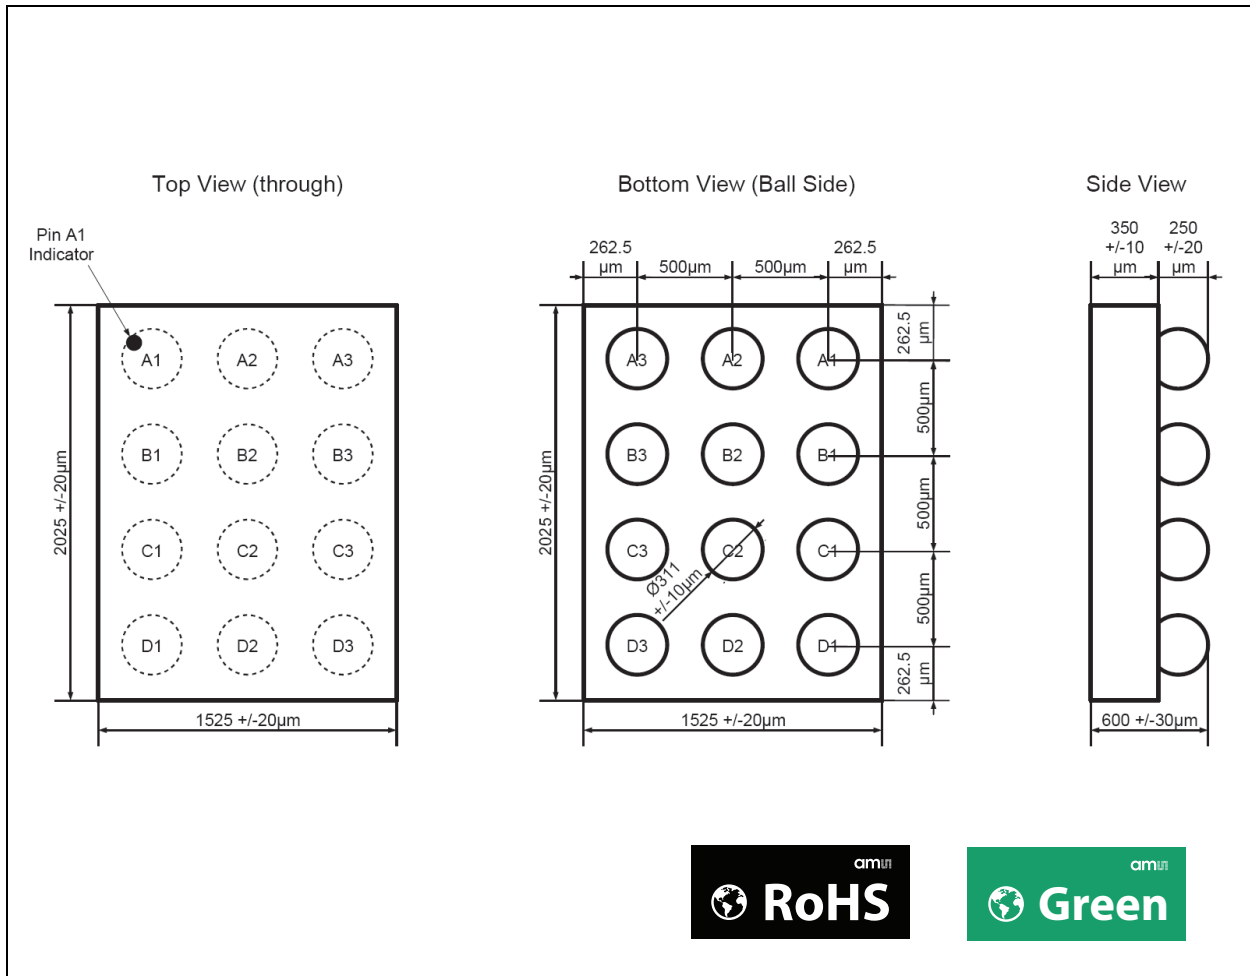 Top View (through)
Pin A1
Indicator
A1
A2
A3
B1
B2
B3
C1
C2
C3
D1
D2
D3
2025 +/-20µm
1525 +/-20µm
Bottom View (Ball Side)
262.5
µm
500µm
500µm
262.5
µm
A3
A2
A1
B3
B2
B1
C3
C2
C1
D3
D2
D1
Ø311
+/-10µm
2025 +/-20µm
1525 +/-20µm
262.5
µm
500µm
500µm
500µm
262.5
µm
Side View
350
+/-10
µm
250
+/-20
µm
600 +/-30µm
am
RoHS
am
Green